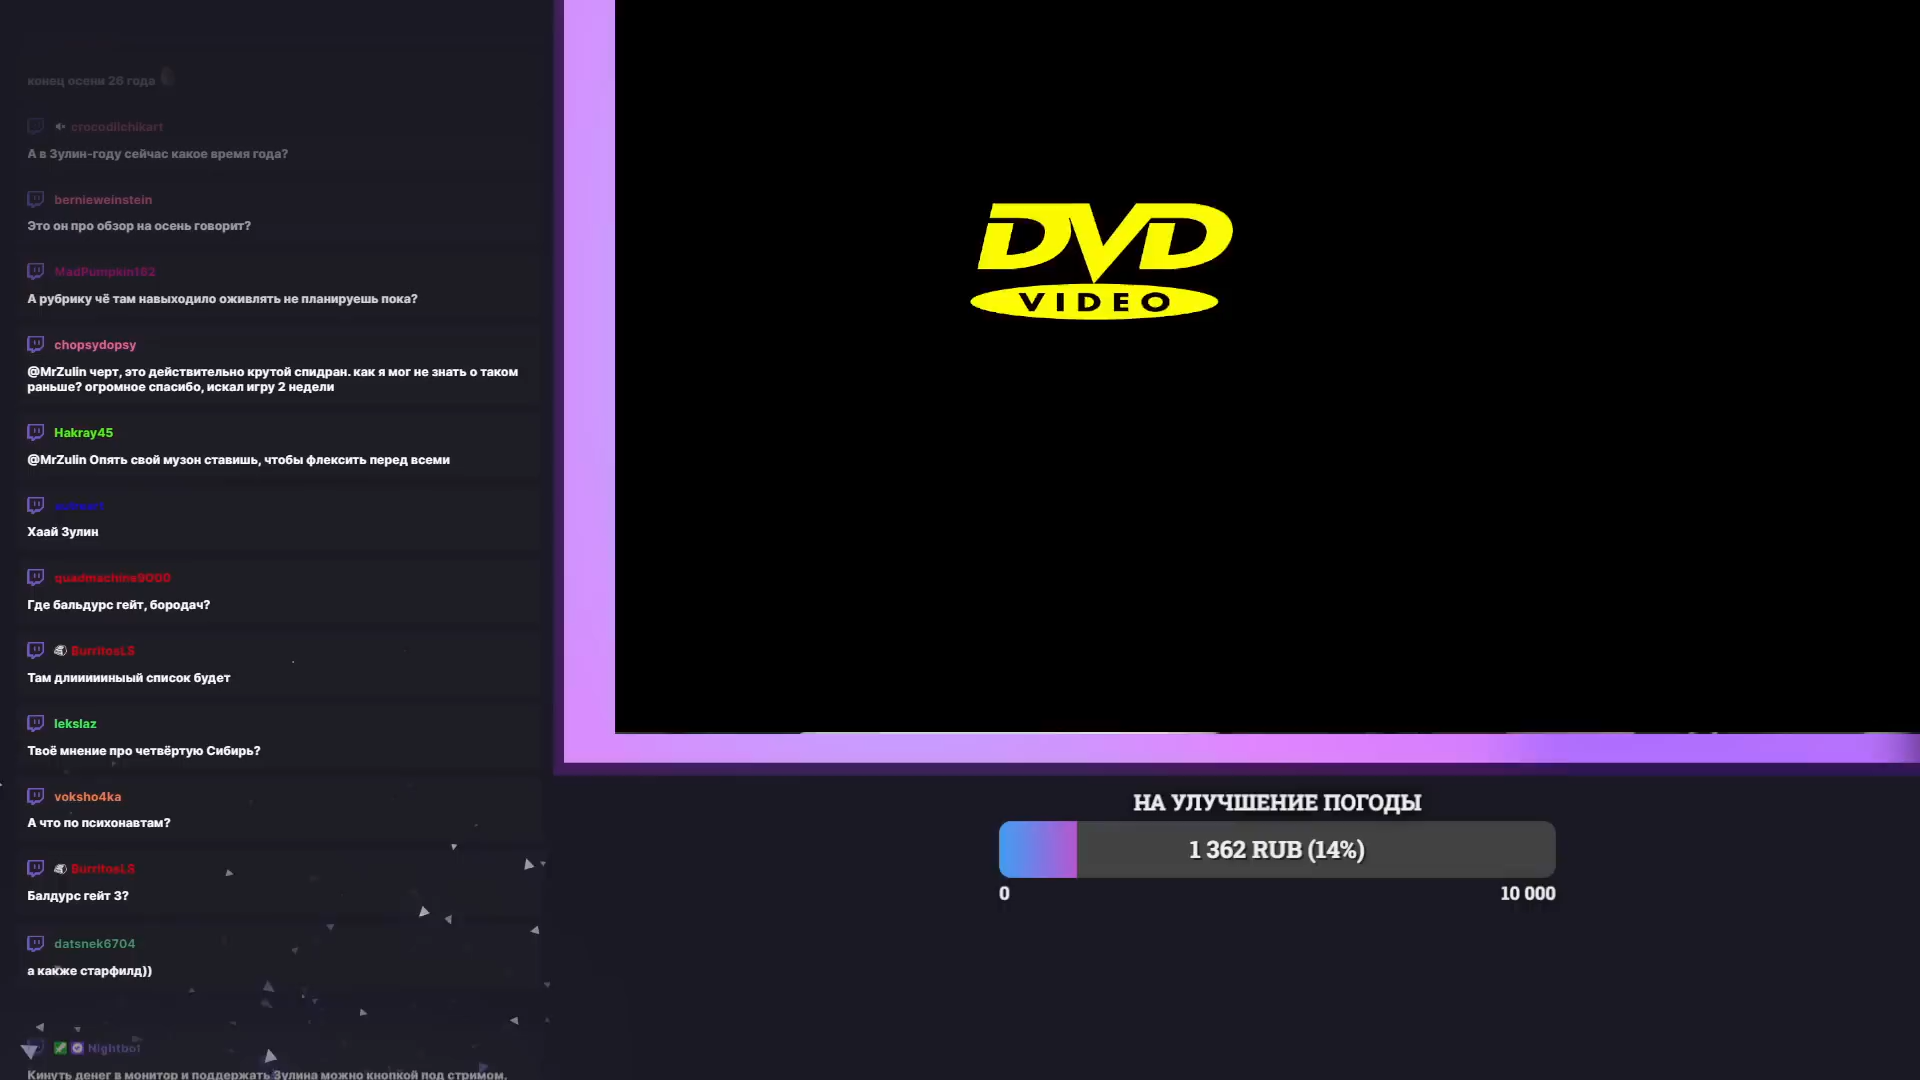 конец осени 26 года
crocodilchikart
А в Зулин-году сейчас какое время года?
bernieweinstein
Это он про обзор на осень говорит?
MadPumpkin162
А рубрику чё там навыходило оживлять не планируешь пока?
chopsydopsy
@MrZulin черт, это действительно крутой спидран. как я мог не знать о таком
раньше? огромное спасибо, искал игру 2 недели
Hakray45
@MrZulin Опять свой музон ставишь, чтобы флексить перед всеми
Хаай Зулин
quadmachine9000
Где бальдурс гейт, бородач?
BurritosLS
Там длииииинный список будет
lekslaz
Твоё мнение про четвёртую Сибирь?
voksho4ka
А что по психонавтам?
BurritosLS
Балдурс гейт 3?
datsnek6704
а какже старфилд))
Nightbot
Кинуть денег в монитор и поддержать Зулина можно кнопкой под стримом,
DVD
VIDEO
НА УЛУЧШЕНИЕ ПОГОДЫ
1 362 RUB (14%)
0
10 000